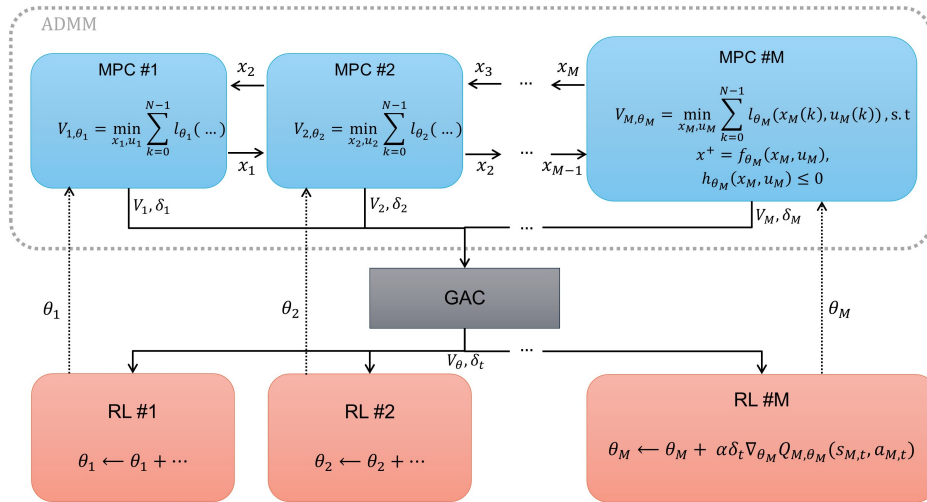 ADMM
MPC #1
V_{1,θ_1} = min_{x_1,u_1} ∑_{k=0}^{N-1} l_{θ_1}(…)
x_2
x_1
MPC #2
V_{2,θ_2} = min_{x_2,u_2} ∑_{k=0}^{N-1} l_{θ_2}(…)
x_3 … x_M
x_2 … x_{M-1}
MPC #M
V_{M,θ_M} = min_{x_M,u_M} ∑_{k=0}^{N-1} l_{θ_M}(x_M(k), u_M(k)), s.t
x^+ = f_{θ_M}(x_M, u_M),
h_{θ_M}(x_M, u_M) ≤ 0
V_1, δ_1
V_2, δ_2
…
V_M, δ_M
GAC
θ_1
θ_2
θ_M
V_θ, δ_t
…
RL #1
θ_1 ⟵ θ_1 + ⋯
RL #2
θ_2 ⟵ θ_2 + ⋯
RL #M
θ_M ⟵ θ_M + αδ_t∇_{θ_M}Q_{M,θ_M}(s_{M,t}, a_{M,t})